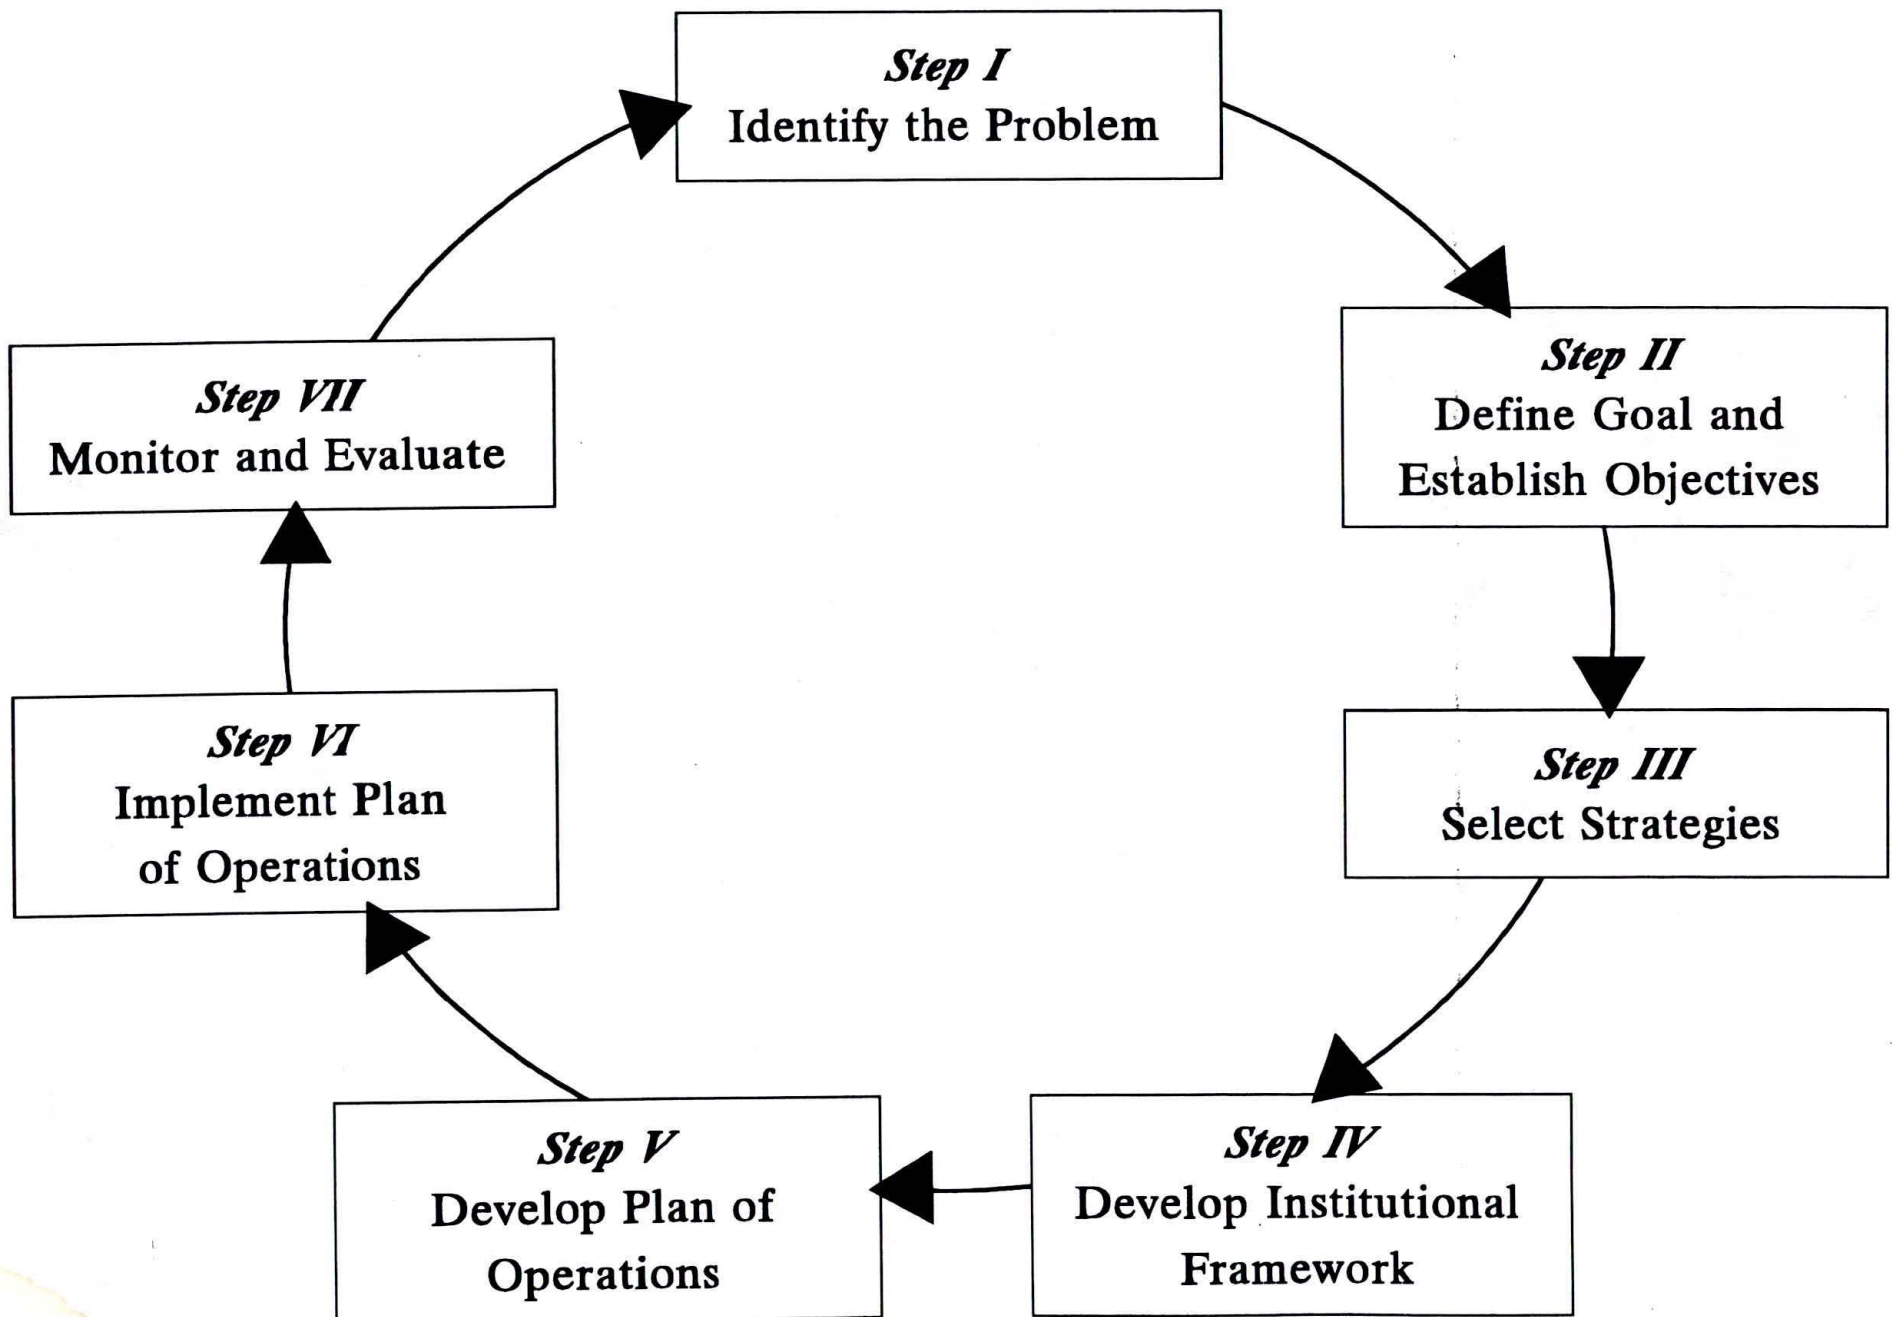 Step I
Identify the Problem
Step II
Define Goal and
Establish Objectives
Step III
Select Strategies
Step IV
Develop Institutional
Framework
Step V
Develop Plan of
Operations
Step VI
Implement Plan
of Operations
Step VII
Monitor and Evaluate